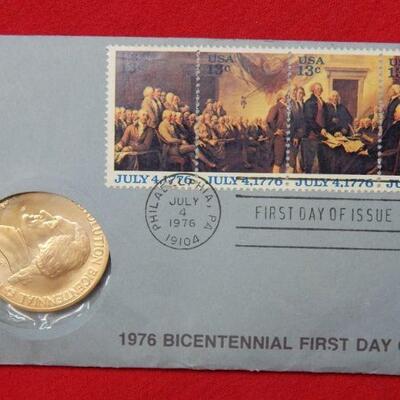 USA 13c USA 13c 13c
JULY 4, 1776 JULY 4, 1776 JULY 4, 1776
PHILADELPHIA, PA
JULY
4
1976
19104
FIRST DAY OF ISSUE
BICENTENNIAL
1976 BICENTENNIAL FIRST DAY